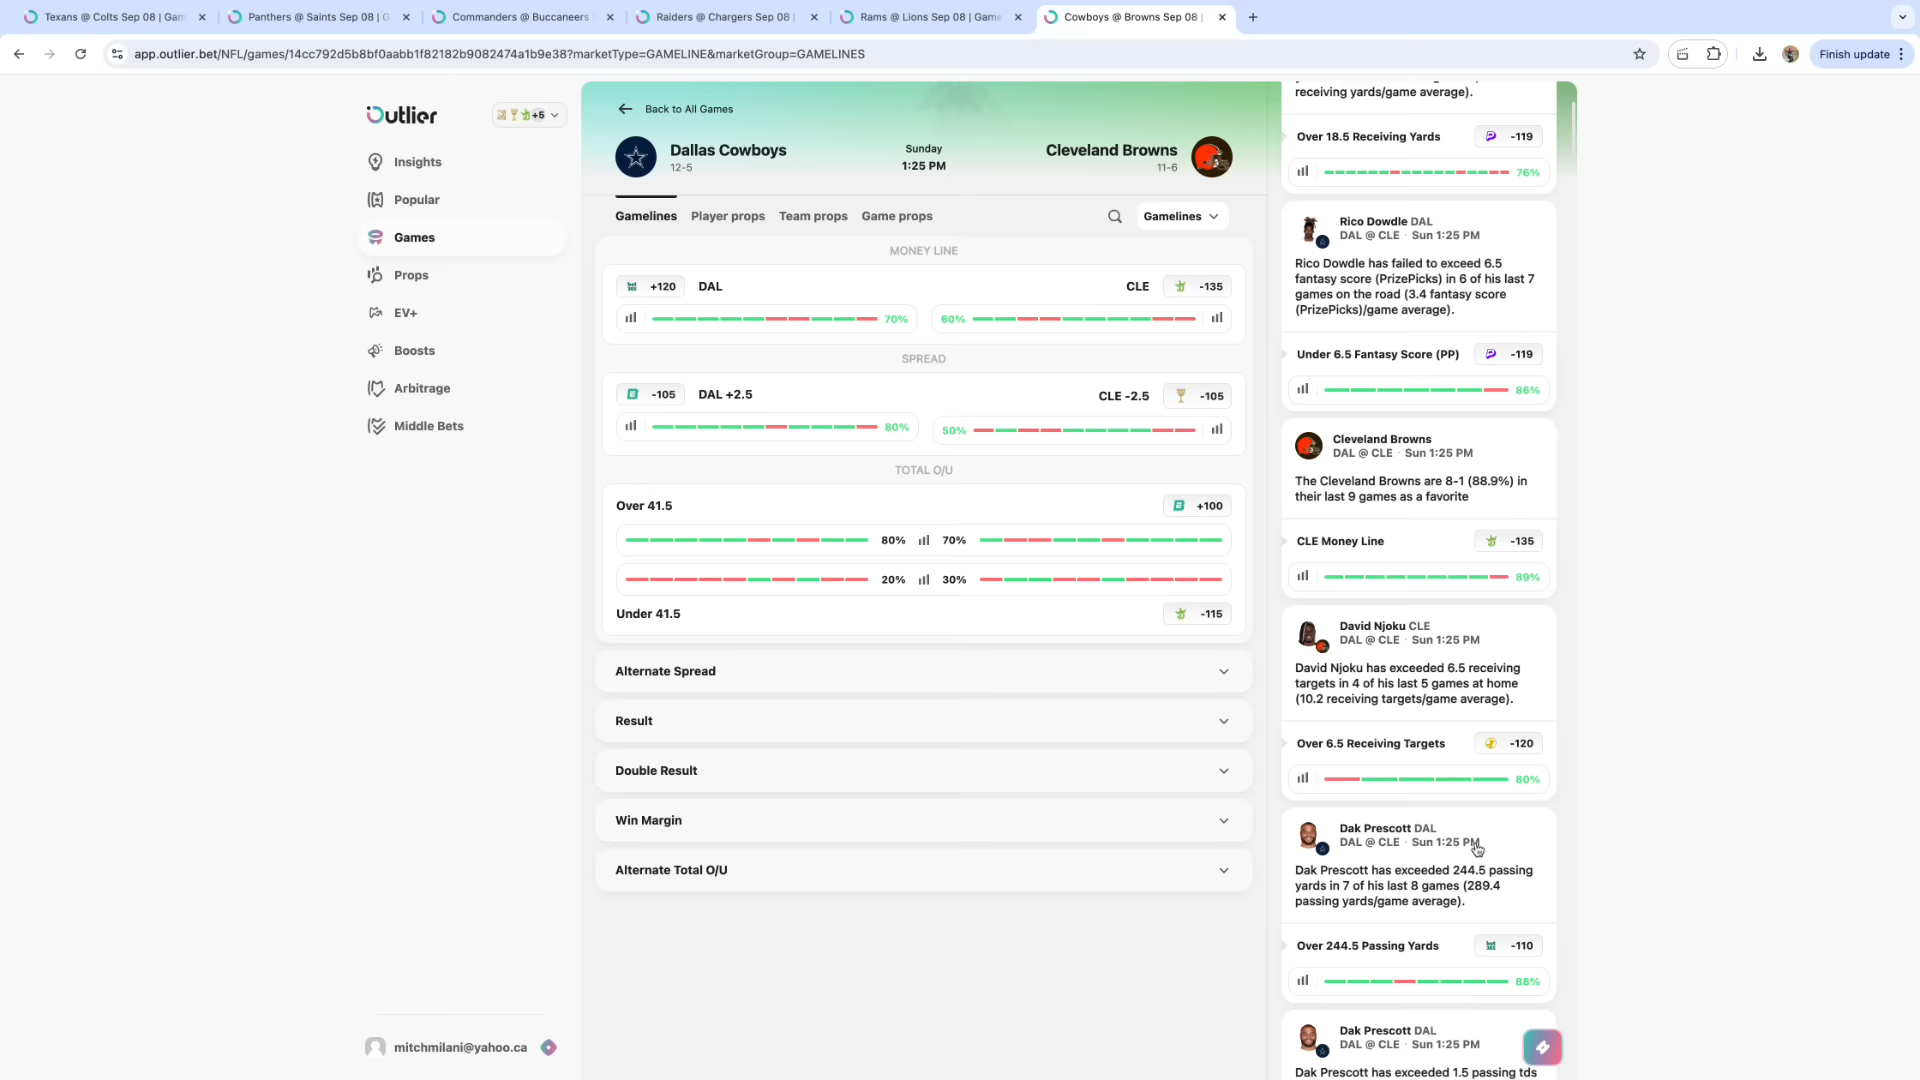 Texans @ Colts Sep 08 | Gam
Panthers @ Saints Sep 08 | G
Commanders @ Buccaneers
Raiders @ Chargers Sep 08 |
Rams @ Lions Sep 08 | Game
Cowboys @ Browns Sep 08 |
app.outlier.bet/NFL/games/14cc792d5b8bf0aabb1f82182b9082474a1b9e38?marketType=GAMELINE&marketGroup=GAMELINES
Finish update
Outlier
+5
Insights
Popular
Games
Props
EV+
Boosts
Arbitrage
Middle Bets
mitchmilani@yahoo.ca
Back to All Games
Dallas Cowboys
12-5
Sunday
1:25 PM
Cleveland Browns
11-6
Gamelines
Player props
Team props
Game props
Gamelines
MONEY LINE
+120 DAL
CLE -135
70%
60%
SPREAD
-105 DAL +2.5
CLE -2.5 -105
80%
50%
TOTAL O/U
Over 41.5
+100
80% 70%
20% 30%
Under 41.5
-115
Alternate Spread
Result
Double Result
Win Margin
Alternate Total O/U
receiving yards/game average).
Over 18.5 Receiving Yards
-119
76%
Rico Dowdle DAL
DAL @ CLE · Sun 1:25 PM
Rico Dowdle has failed to exceed 6.5
fantasy score (PrizePicks) in 6 of his last 7
games on the road (3.4 fantasy score
(PrizePicks)/game average).
Under 6.5 Fantasy Score (PP)
-119
86%
Cleveland Browns
DAL @ CLE · Sun 1:25 PM
The Cleveland Browns are 8-1 (88.9%) in
their last 9 games as a favorite
CLE Money Line
-135
89%
David Njoku CLE
DAL @ CLE · Sun 1:25 PM
David Njoku has exceeded 6.5 receiving
targets in 4 of his last 5 games at home
(10.2 receiving targets/game average).
Over 6.5 Receiving Targets
-120
80%
Dak Prescott DAL
DAL @ CLE · Sun 1:25 PM
Dak Prescott has exceeded 244.5 passing
yards in 7 of his last 8 games (289.4
passing yards/game average).
Over 244.5 Passing Yards
-110
88%
Dak Prescott DAL
DAL @ CLE · Sun 1:25 PM
Dak Prescott has exceeded 1.5 passing tds